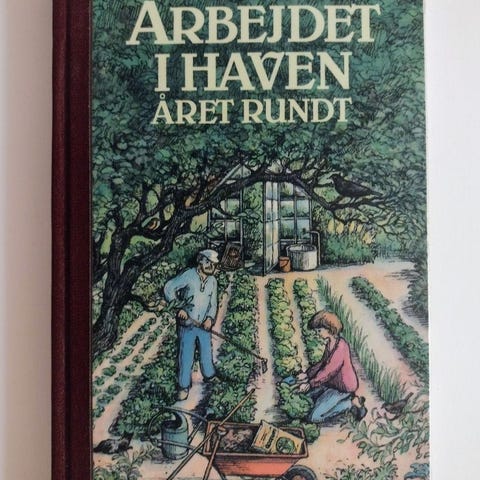 ARBEJDET
I HAVEN
ÅRET RUNDT